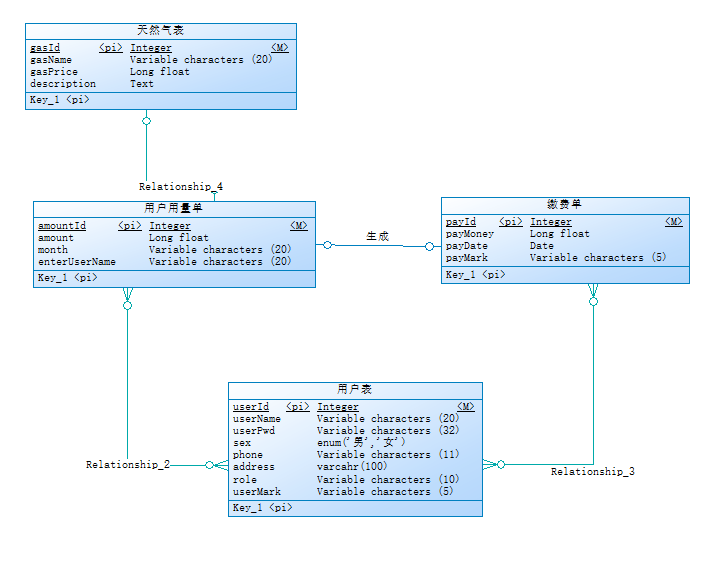 天然气表
gasId <pi> Integer <M>
gasName Variable characters (20)
gasPrice Long float
description Text
Key_1 <pi>
Relationship_4
用户用量单
amountId <pi> Integer <M>
amount Long float
month Variable characters (20)
enterUserName Variable characters (20)
Key_1 <pi>
生成
缴费单
payId <pi> Integer <M>
payMoney Long float
payDate Date
payMark Variable characters (5)
Key_1 <pi>
用户表
userId <pi> Integer <M>
userName Variable characters (20)
userPwd Variable characters (32)
sex enum('男','女')
phone Variable characters (11)
address varcahr(100)
role Variable characters (10)
userMark Variable characters (5)
Key_1 <pi>
Relationship_2
Relationship_3